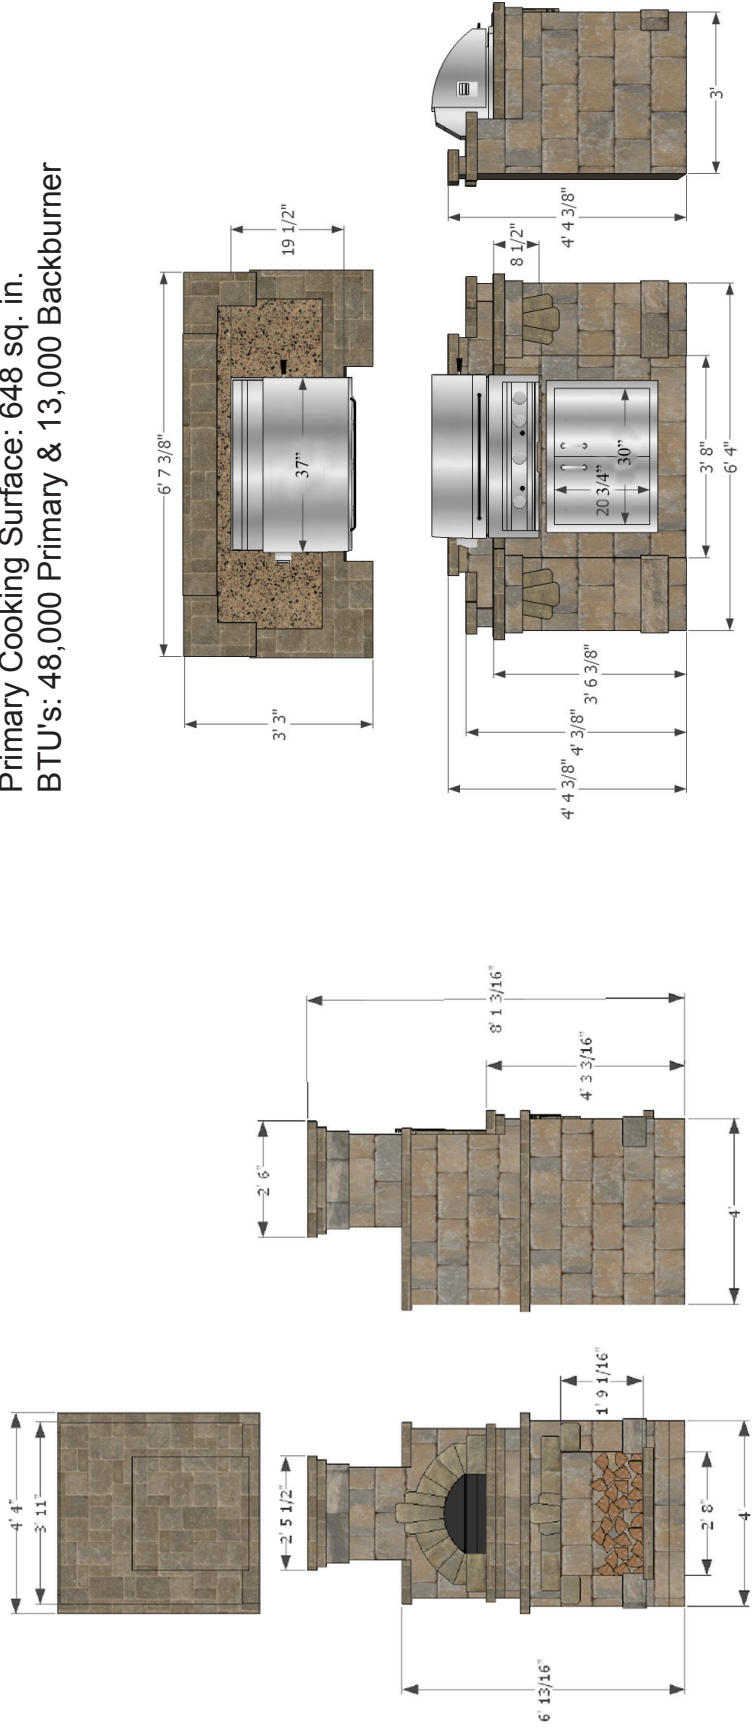 Primary Cooking Surface: 648 sq. in.
BTU's: 48,000 Primary & 13,000 Backburner
6' 7 3/8"
19 1/2"
37"
3' 3"
4' 4 3/8"
3'
8 1/2"
20 3/4"
30"
3' 8"
6' 4"
3' 6 3/8"
4' 3/8"
4' 4 3/8"
8' 1 3/16"
4' 3 3/16"
2' 6"
4'
4' 4"
3' 11"
2' 5 1/2"
1' 9 1/16"
2' 8"
4'
6' 13/16"